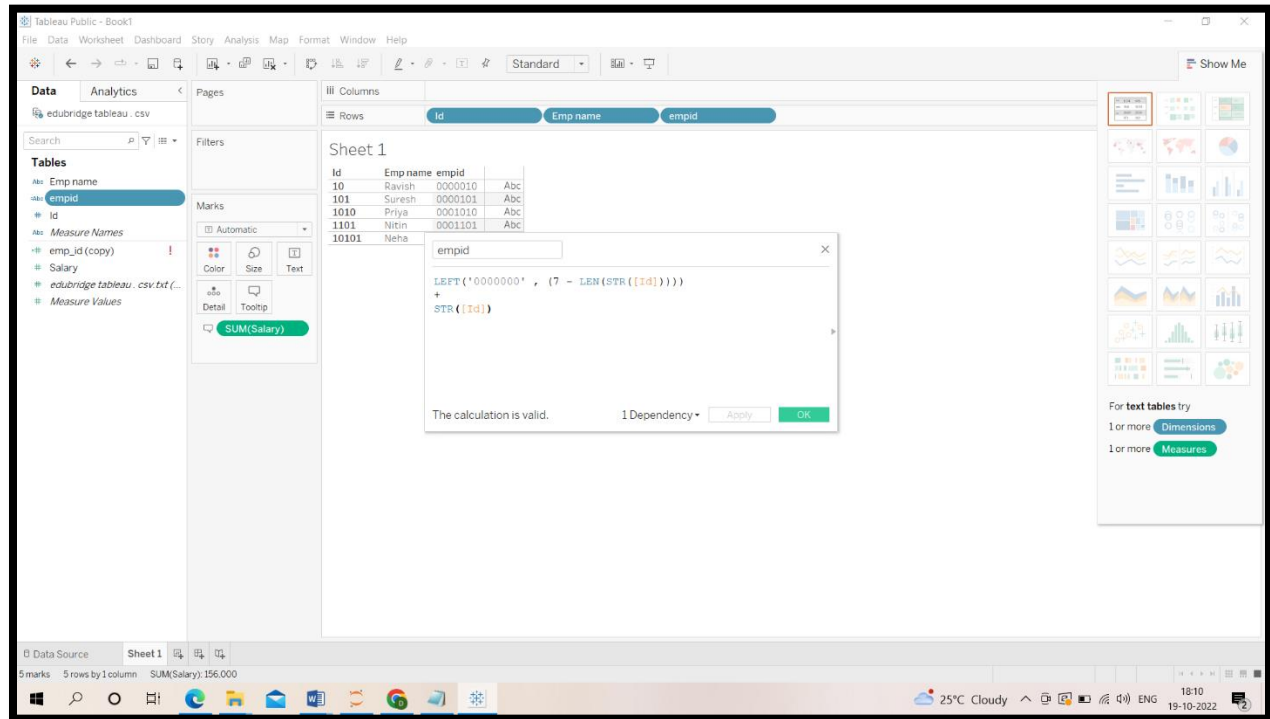 Tableau Public - Book1
File Data Worksheet Dashboard Story Analysis Map Format Window Help
Standard
Show Me
Data Analytics
Pages
Columns
edubridge tableau . csv
Rows
Id Emp name empid
Search
Filters
Tables
Sheet 1
Abc Emp name
Abc empid
# Id
Abc Measure Names
# emp_id (copy) !
# Salary
# edubridge tableau . csv.txt (...
# Measure Values
Marks
Automatic
Color Size Text
Detail Tooltip
SUM(Salary)
Id Emp name empid
10 Ravish 0000010 Abc
101 Suresh 0000101 Abc
1010 Priya 0001010 Abc
1101 Nitin 0001101 Abc
10101 Neha
empid
LEFT('0000000' , (7 - LEN(STR([Id]))))
+
STR([Id])
The calculation is valid. 1 Dependency Apply OK
For text tables try
1 or more Dimensions
1 or more Measures
Data Source Sheet 1
5 marks 5 rows by 1 column SUM(Salary): 156,000
25°C Cloudy ENG 18:10
19-10-2022
2